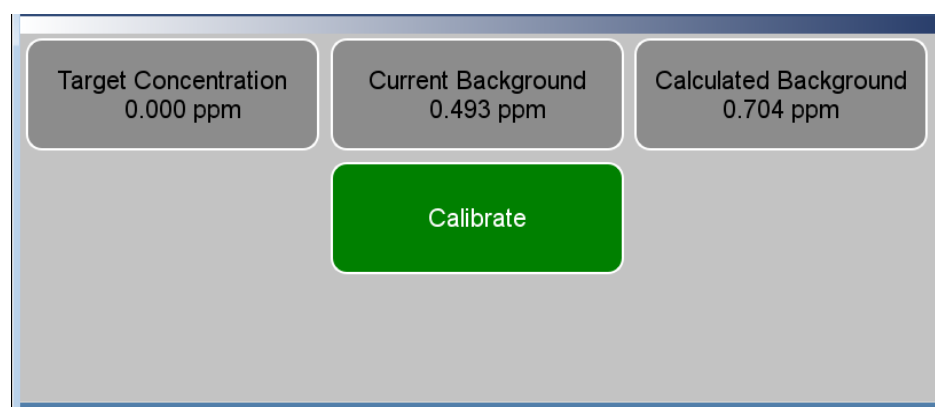 Target Concentration
0.000 ppm
Current Background
0.493 ppm
Calculated Background
0.704 ppm
Calibrate